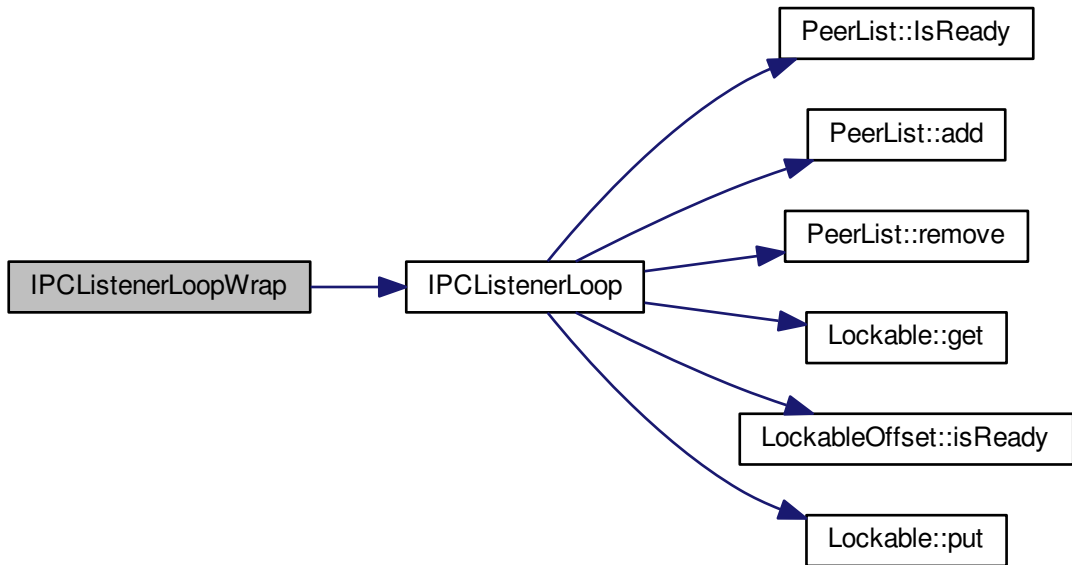 PeerList::IsReady
PeerList::add
PeerList::remove
IPCListenerLoopWrap
IPCListenerLoop
Lockable::get
LockableOffset::isReady
Lockable::put